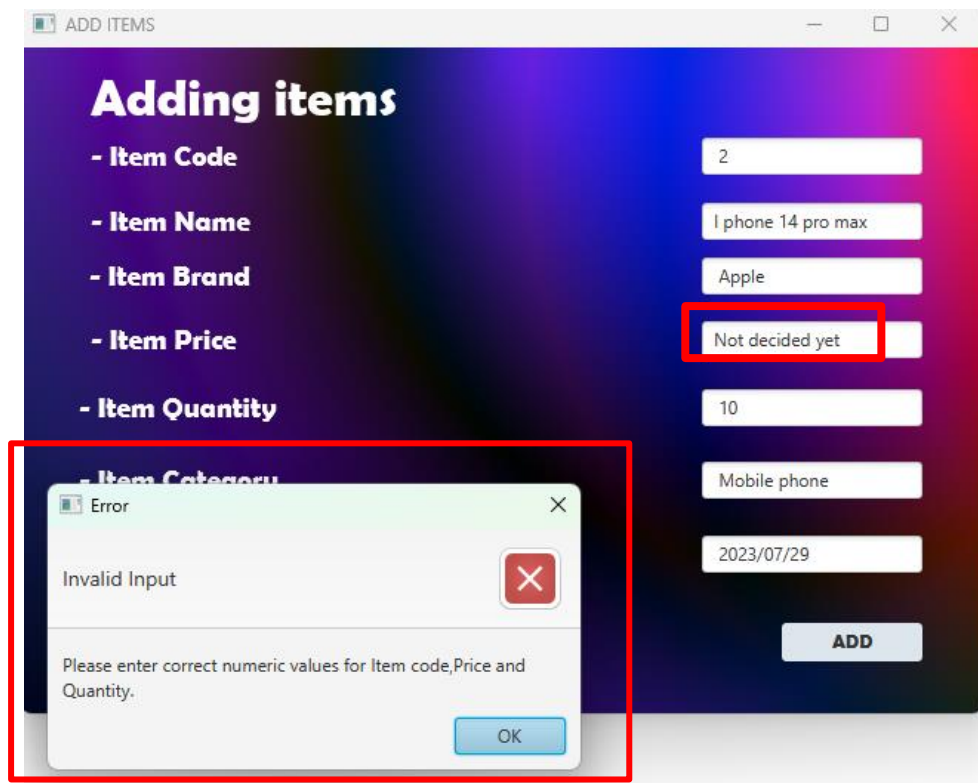 ADD ITEMS
Adding items
- Item Code
2
- Item Name
I phone 14 pro max
- Item Brand
Apple
- Item Price
Not decided yet
- Item Quantity
10
- Item Category
Mobile phone
2023/07/29
ADD
Error
Invalid Input
Please enter correct numeric values for Item code,Price and
Quantity.
OK